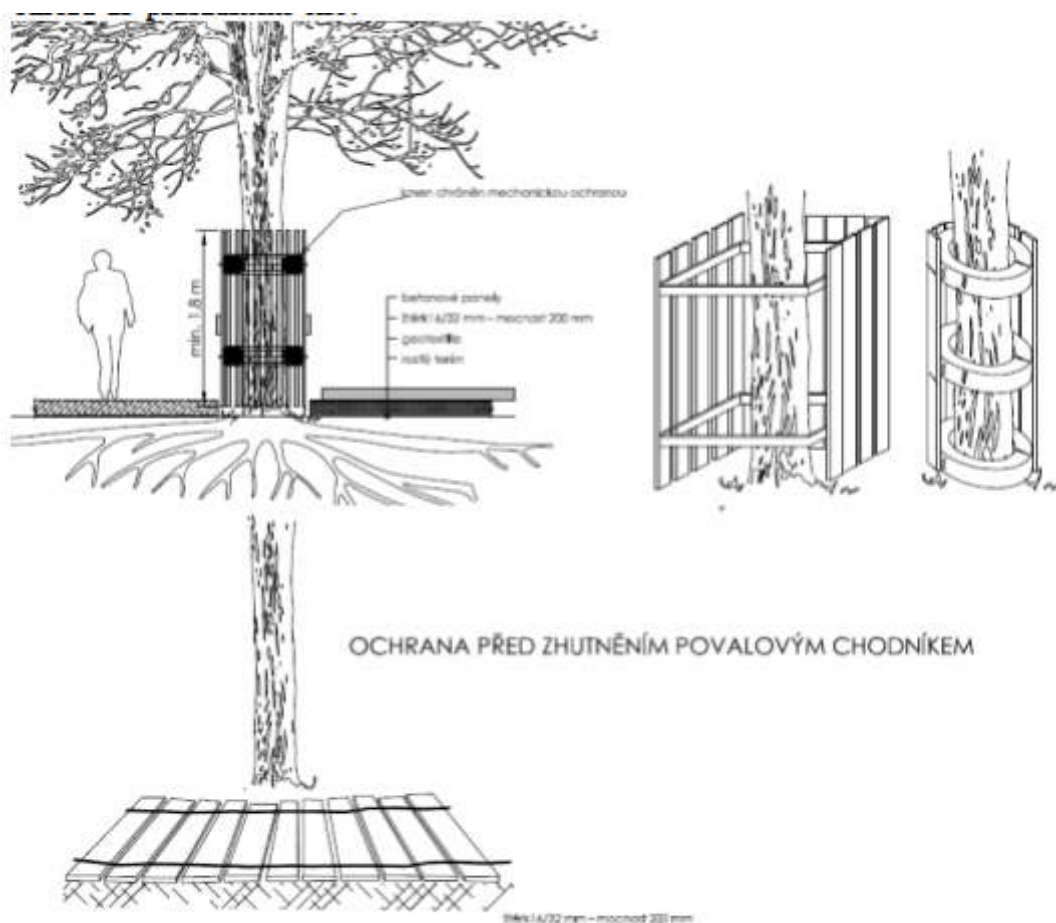 kmen chráněn mechanickou ochranou
min. 1,8 m
betonové panely
štěrk 16/32 mm – mocnost 200 mm
geotextilie
rostlý terén
OCHRANA PŘED ZHUTNĚNÍM POVALOVÝM CHODNÍKEM
štěrk 16/32 mm – mocnost 200 mm